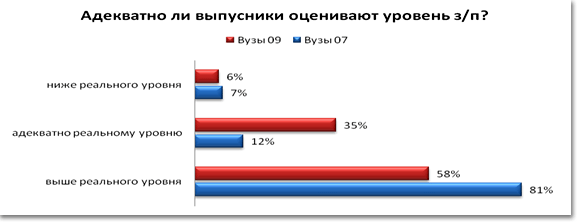 Адекватно ли выпусники оценивают уровень з/п?
Вузы 09 Вузы 07
ниже реального уровня 6%
7%
адекватно реальному уровню 35%
12%
выше реального уровня 58%
81%